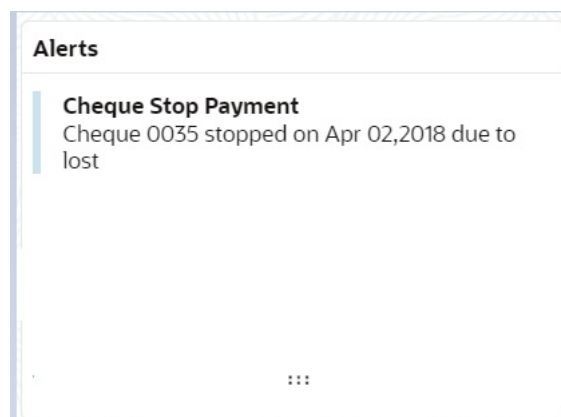 Alerts
Cheque Stop Payment
Cheque 0035 stopped on Apr 02,2018 due to
lost